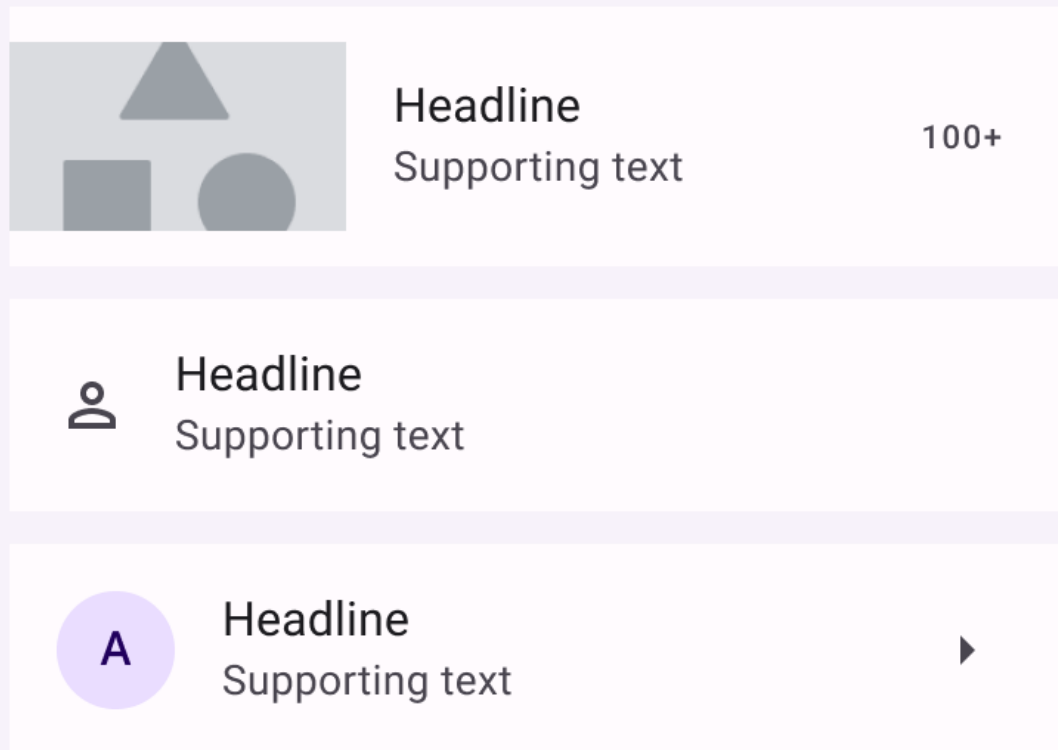 Headline
Supporting text
100+
Headline
Supporting text
A
Headline
Supporting text